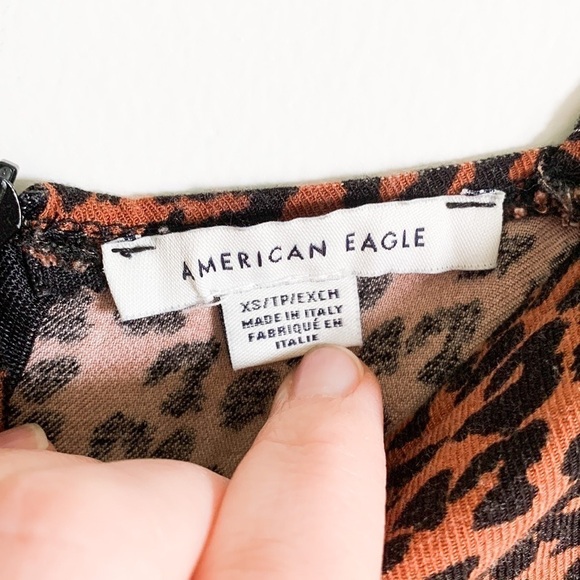 AMERICAN EAGLE
XS/TP/EXCH
MADE IN ITALY
FABRIQUÉ EN
ITALIE